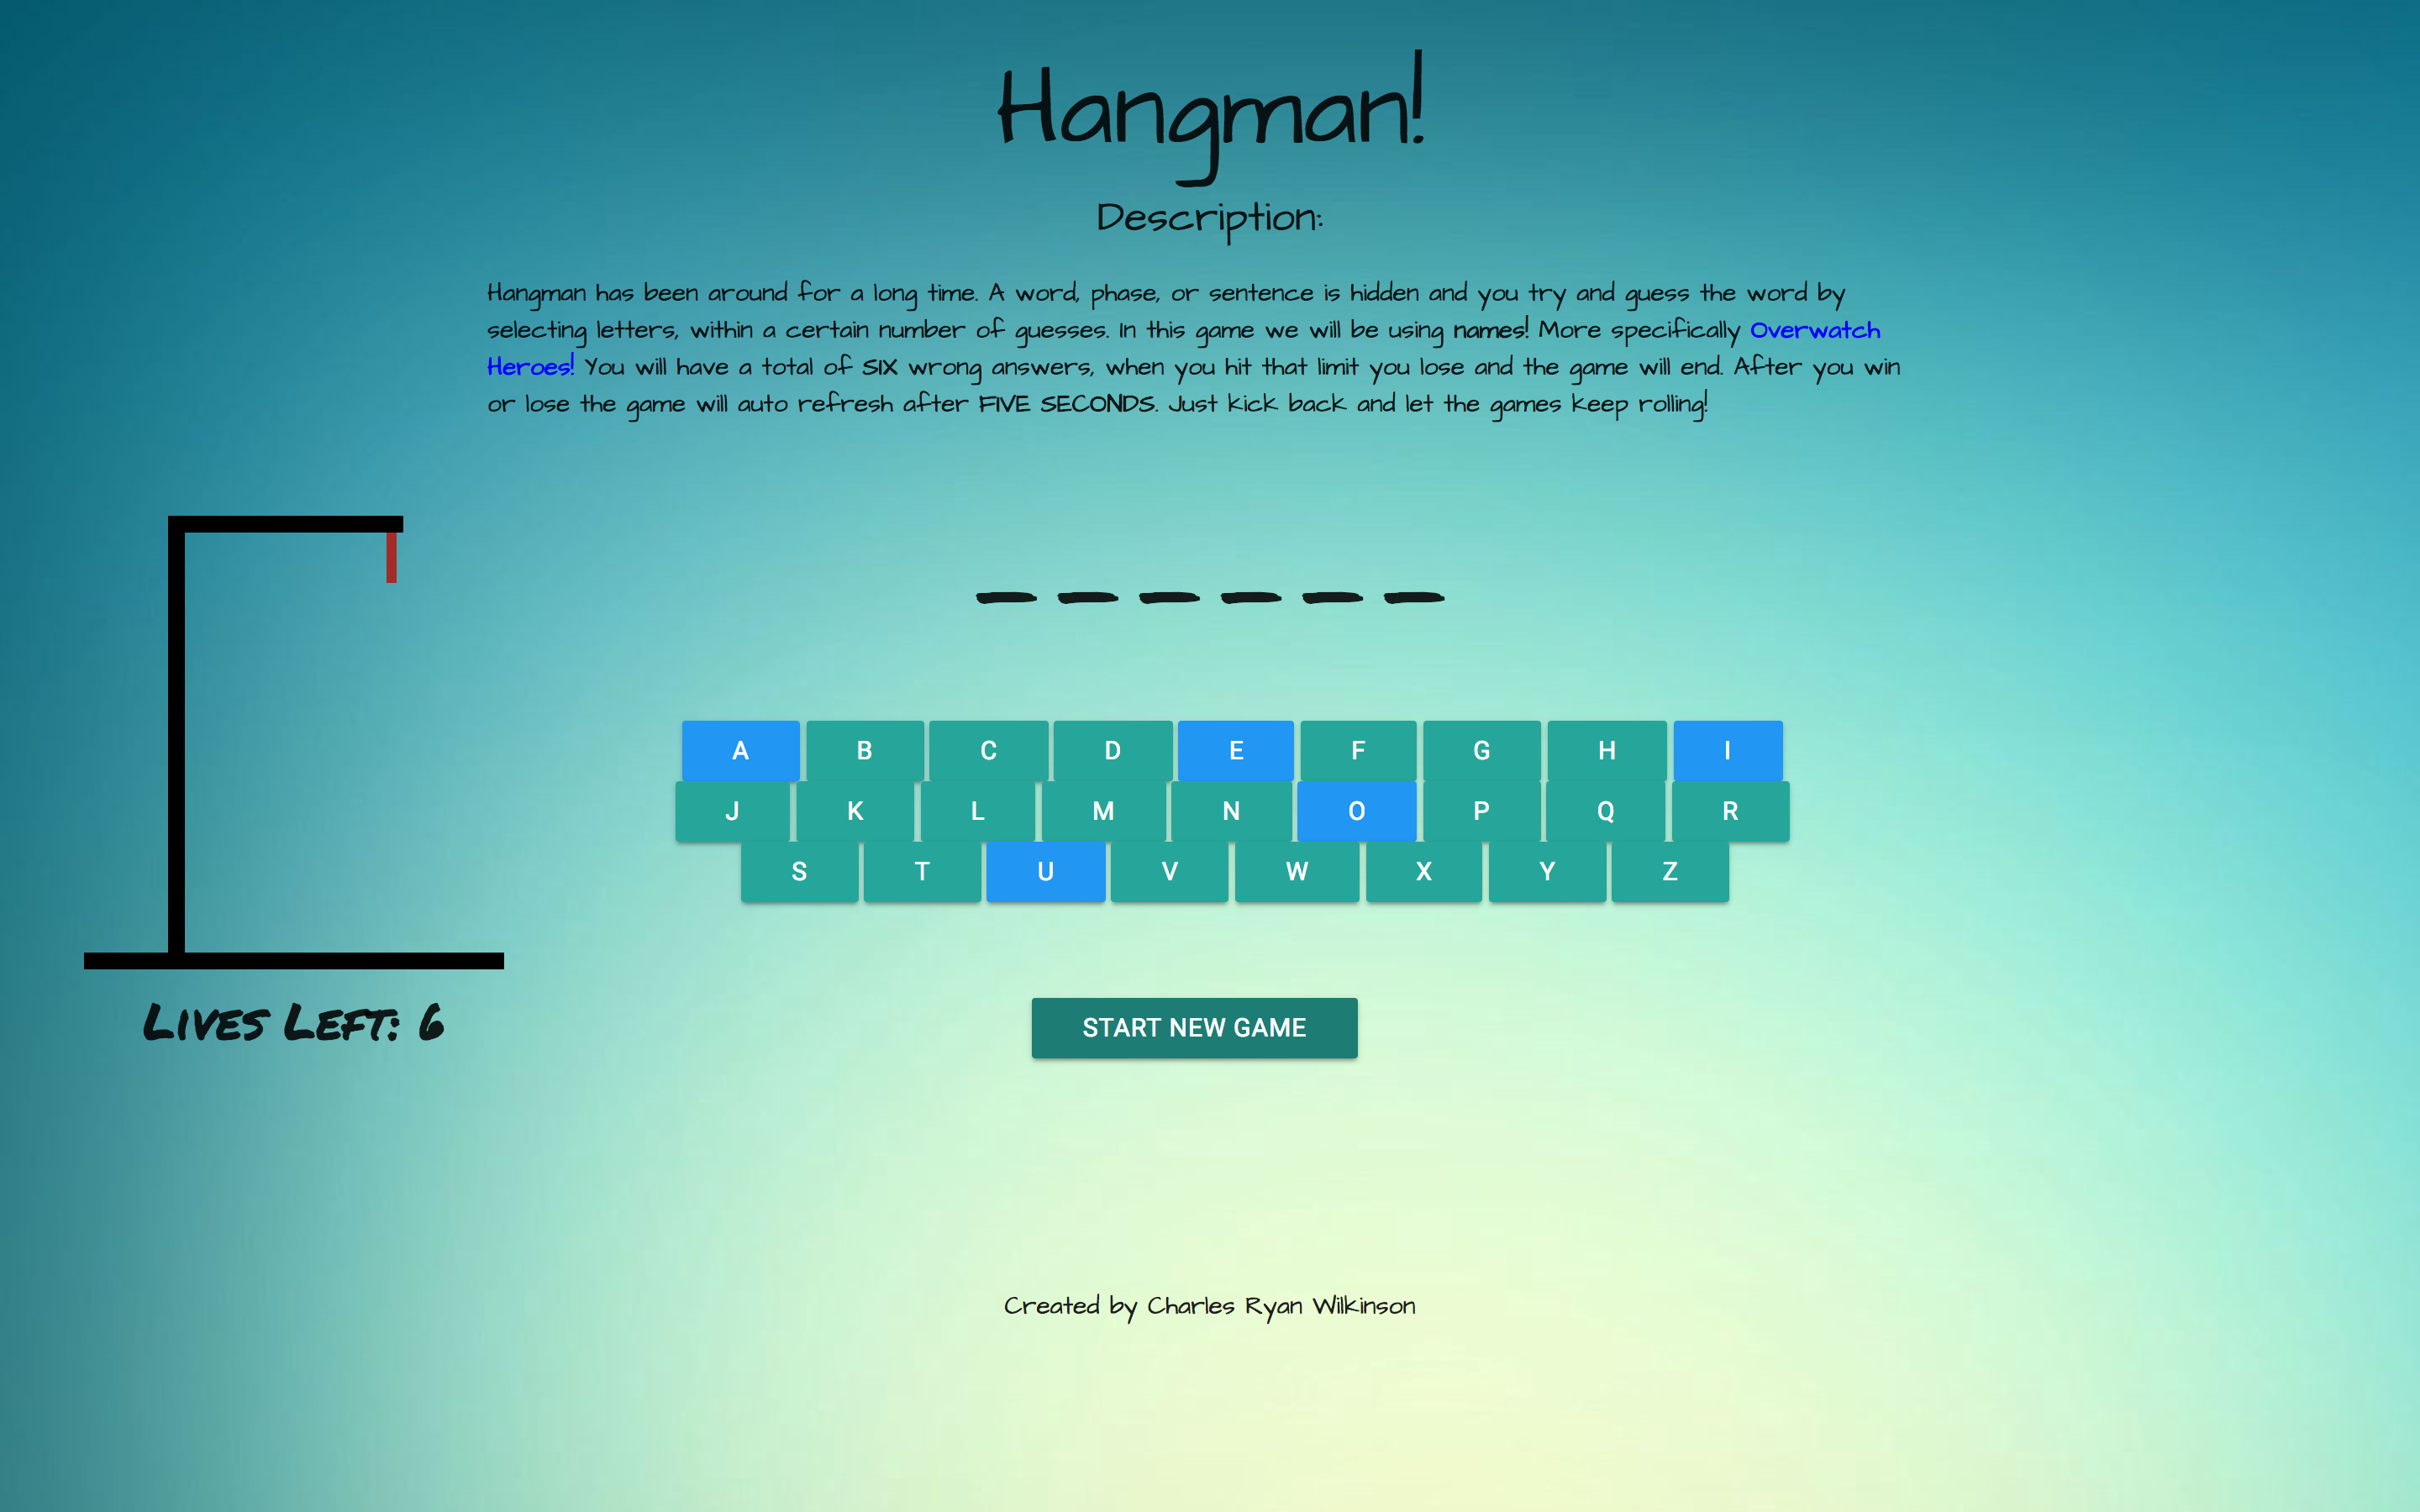 Hangman!
Description:
Hangman has been around for a long time. A word, phase, or sentence is hidden and you try and guess the word by
selecting letters, within a certain number of guesses. In this game we will be using names! More specifically Overwatch
Heroes! You will have a total of SIX wrong answers, when you hit that limit you lose and the game will end. After you win
or lose the game will auto refresh after FIVE SECONDS. Just kick back and let the games keep rolling!
_ _ _ _ _ _
A B C D E F G H I
J K L M N O P Q R
S T U V W X Y Z
Lives Left: 6
START NEW GAME
Created by Charles Ryan Wilkinson